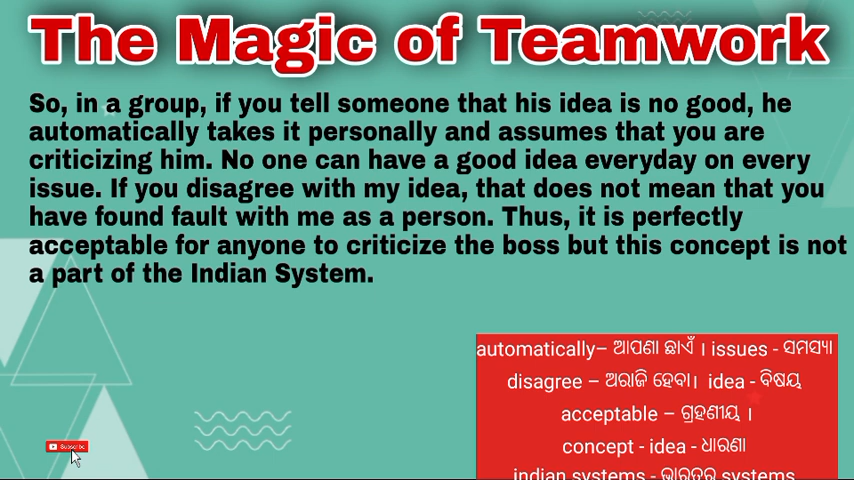 The Magic of Teamwork
So, in a group, if you tell someone that his idea is no good, he
automatically takes it personally and assumes that you are
criticizing him. No one can have a good idea everyday on every
issue. If you disagree with my idea, that does not mean that you
have found fault with me as a person. Thus, it is perfectly
acceptable for anyone to criticize the boss but this concept is not
a part of the Indian System.
automatically– ଆପଣା ଛାଏଁ । issues - ସମସ୍ୟା
disagree – ଅରାଜି ହେବା। idea - ବିଷୟ
acceptable – ଗ୍ରହଣୀୟ ।
concept - idea - ଧାରଣା
indian systems - ଭାରତର systems
Subscribe